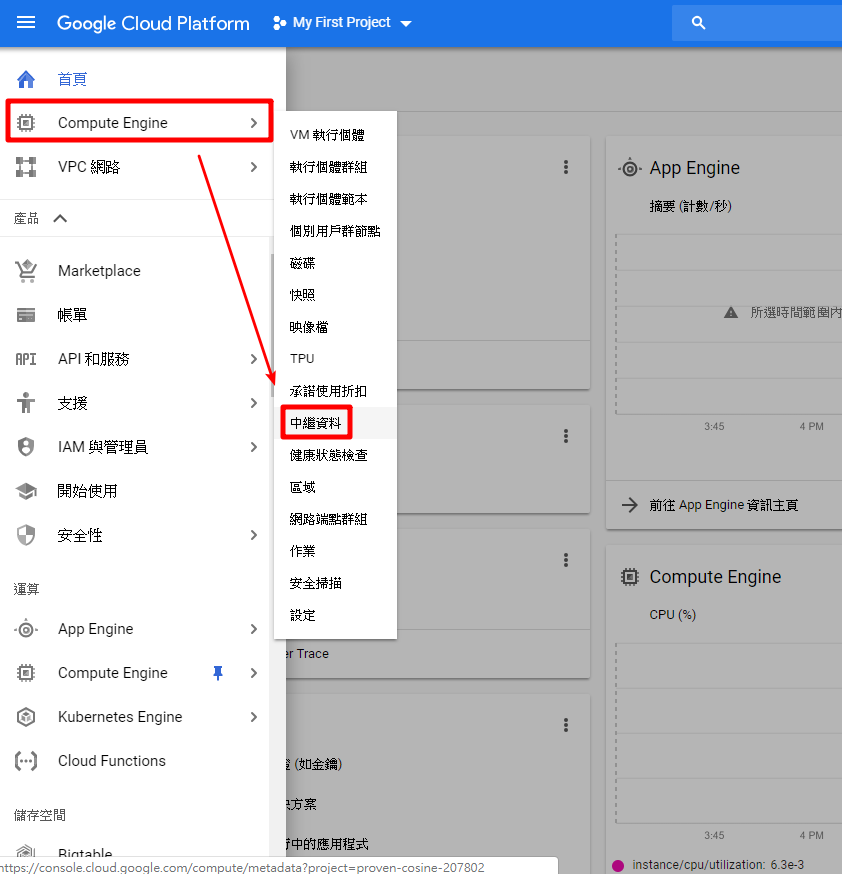 Google Cloud Platform
My First Project
首頁
Compute Engine
VPC 網路
產品
Marketplace
帳單
API
API 和服務
支援
IAM 與管理員
開始使用
安全性
運算
App Engine
Compute Engine
Kubernetes Engine
Cloud Functions
儲存空間
Bigtable
https://console.cloud.google.com/compute/metadata?project=proven-cosine-207802
VM 執行個體
執行個體群組
執行個體範本
個別用戶群節點
磁碟
快照
映像檔
TPU
承諾使用折扣
中繼資料
健康狀態檢查
區域
網路端點群組
作業
安全掃描
設定
er Trace
(如金鑰)
決方案
行中的應用程式
App Engine
摘要 (計數/秒)
所選時間範圍內
3:45
4 PM
前往 App Engine 資訊主頁
Compute Engine
CPU (%)
3:45
4 PM
instance/cpu/utilization: 6.3e-3